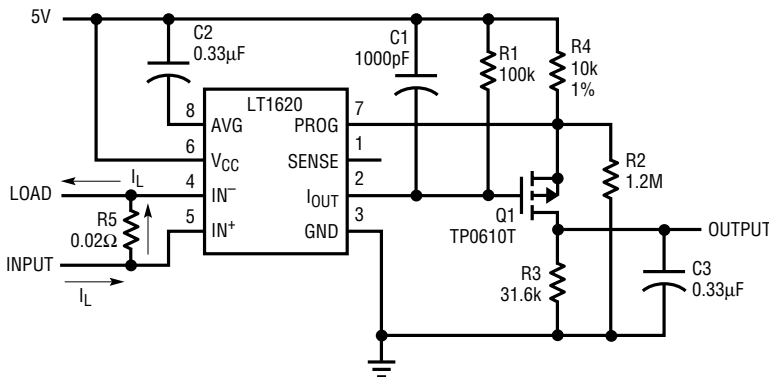 5V
C2
0.33µF
C1
1000pF
R1
100k
R4
10k
1%
LT1620
8
AVG
PROG
7
6
VCC
SENSE
1
LOAD
IL
4
IN−
IOUT
2
R5
0.02Ω
5
IN+
GND
3
INPUT
IL
Q1
TP0610T
R2
1.2M
OUTPUT
R3
31.6k
C3
0.33µF